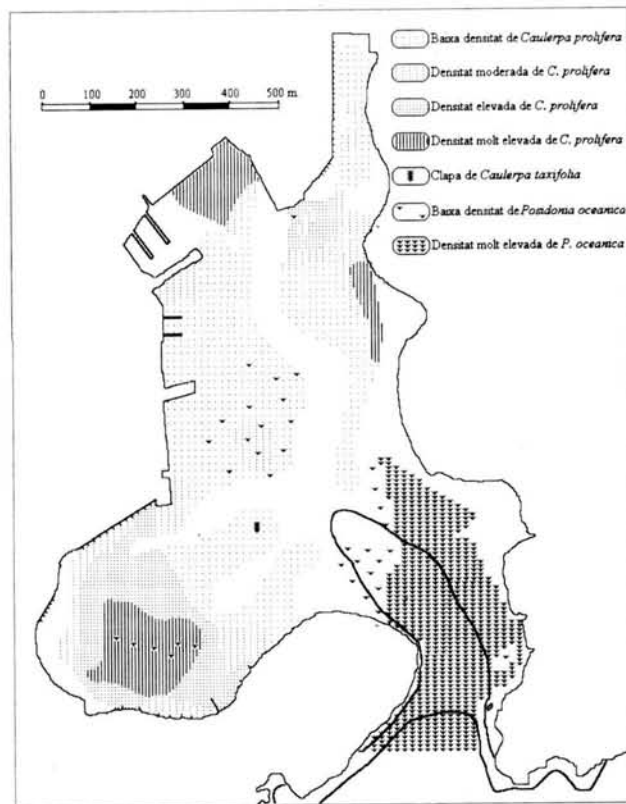 Baixa densitat de Caulerpa prolifera
Densitat moderada de C. prolifera
Densitat elevada de C. prolifera
Densitat molt elevada de C. prolifera
Clapa de Caulerpa taxifolia
Baixa densitat de Posidonia oceanica
Densitat molt elevada de P. oceanica
0 100 200 300 400 500 m